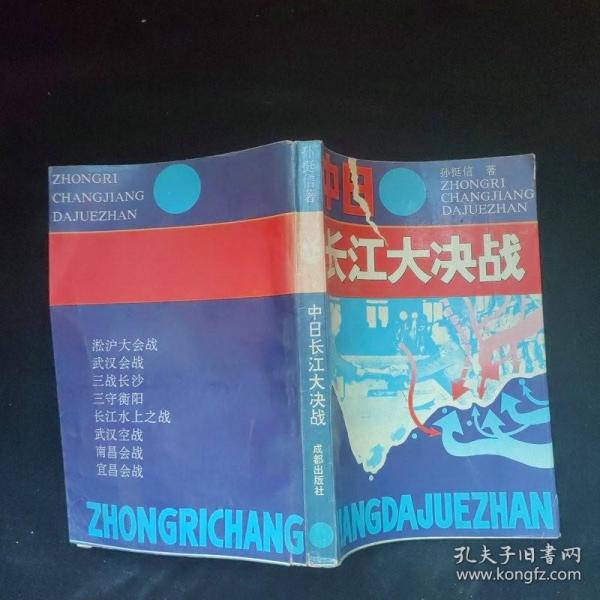 ZHONGRI
CHANGJIANG
DAJUEZHAN
淞沪大会战
武汉会战
三战长沙
三守衡阳
长江水上之战
武汉空战
南昌会战
宜昌会战
ZHONGRICHANG
孙挺信著
中日长江大决战
成都出版社
中日
孙挺信 著
ZHONGRI
CHANGJIANG
DAJUEZHAN
长江大决战
IANGDAJUEZHAN
孔夫子旧书网
www.kongfz.com